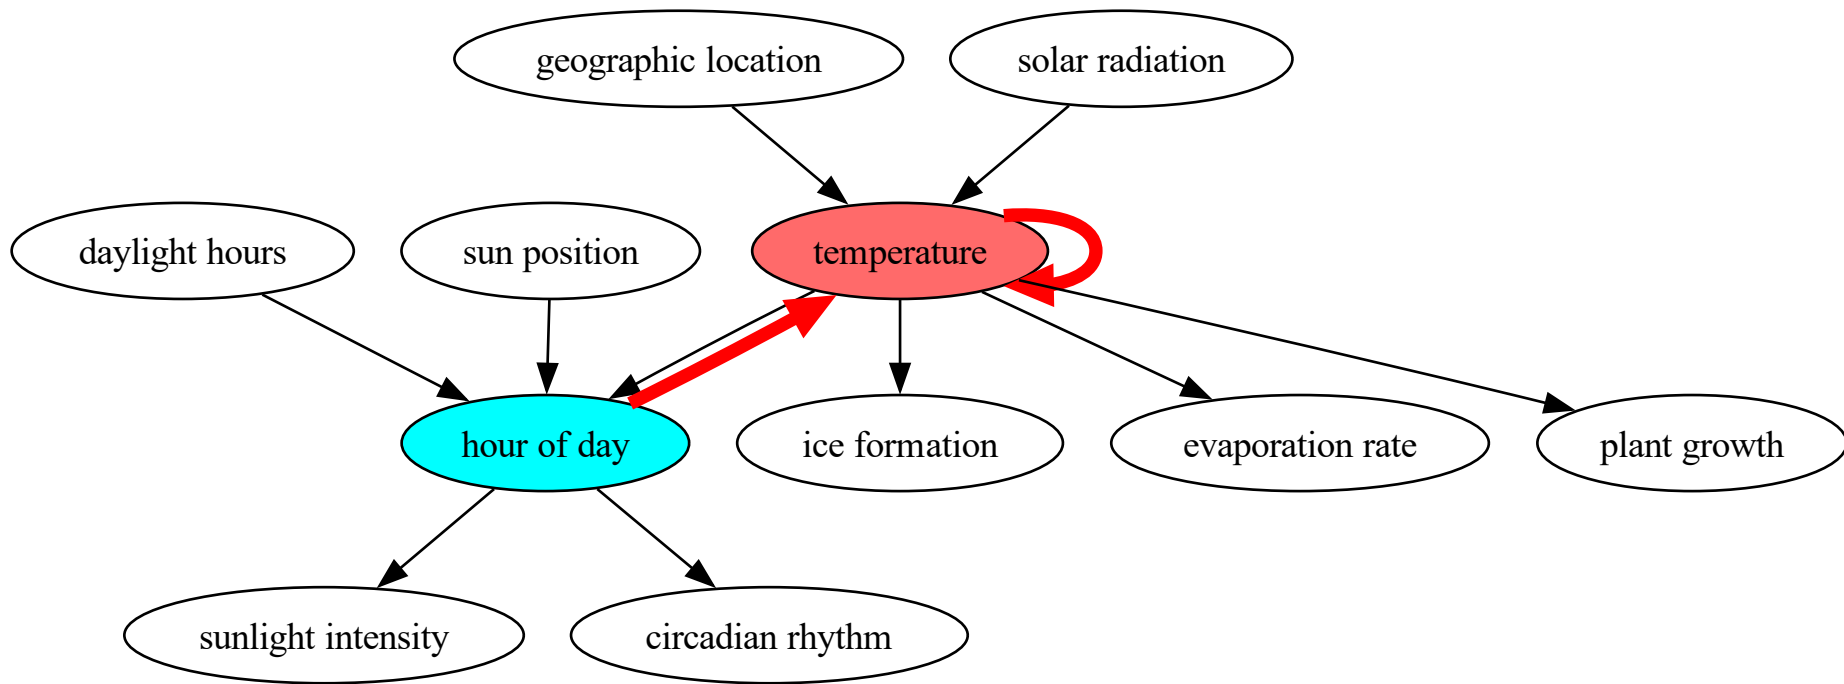 geographic location
solar radiation
daylight hours
sun position
temperature
hour of day
ice formation
evaporation rate
plant growth
sunlight intensity
circadian rhythm